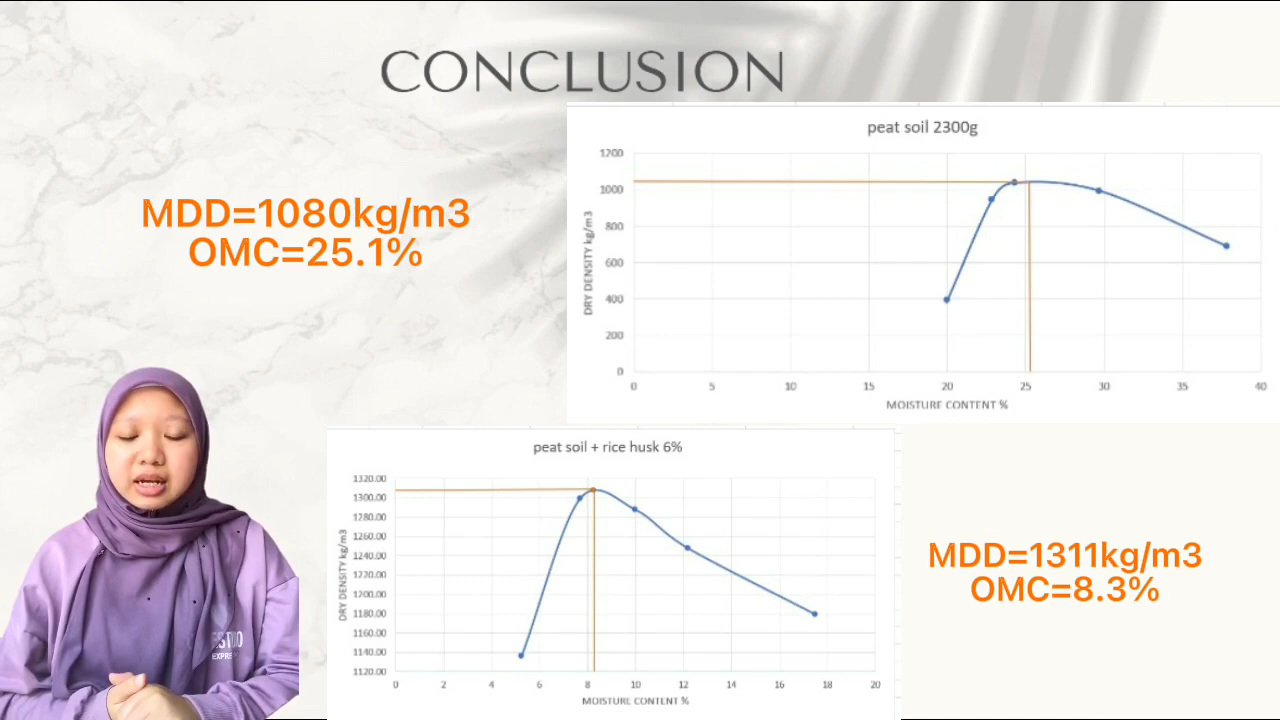 CONCLUSION
peat soil 2300g
1200
1000
800
600
400
200
0
DRY DENSITY kg/m3
0 5 10 15 20 25 30 35 40
MOISTURE CONTENT %
MDD=1080kg/m3
OMC=25.1%
peat soil + rice husk 6%
1320.00
1300.00
1280.00
1260.00
1240.00
1220.00
1200.00
1180.00
1160.00
1140.00
1120.00
DRY DENSITY kg/m3
0 2 4 6 8 10 12 14 16 18 20
MOISTURE CONTENT %
MDD=1311kg/m3
OMC=8.3%